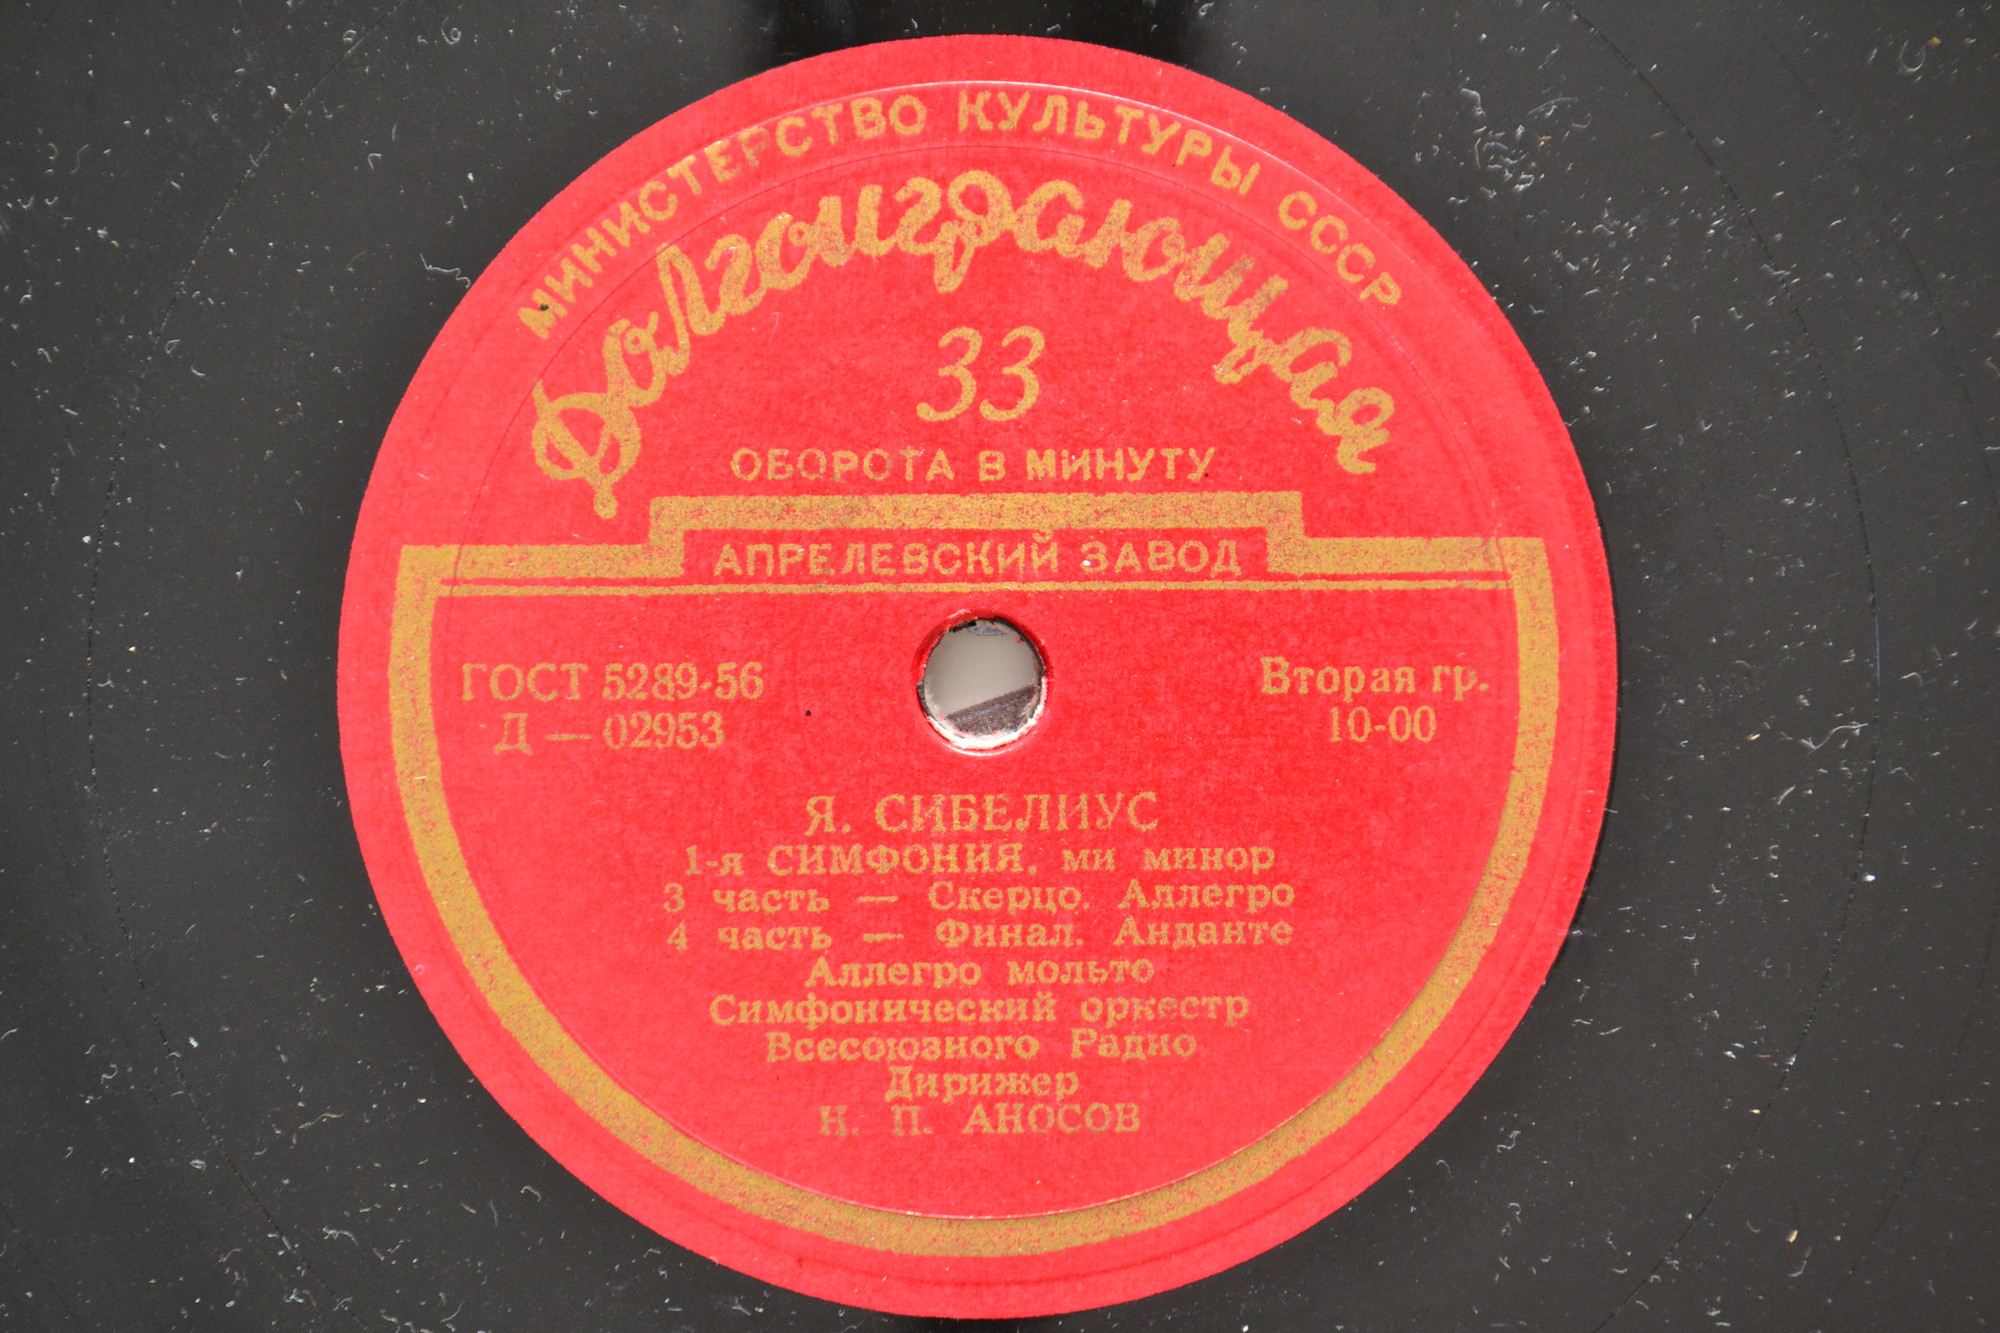 МИНИСТЕРСТВО КУЛЬТУРЫ СССР
Долгоиграющая
33
ОБОРОТА В МИНУТУ
АПРЕЛЕВСКИЙ ЗАВОД
ГОСТ 5289-56
Д — 02953
Вторая гр.
10-00
Я. СИБЕЛИУС
1-я СИМФОНИЯ, ми минор
3 часть — Скерцо. Аллегро
4 часть — Финал. Анданте
Аллегро мольто
Симфонический оркестр
Всесоюзного Радио
Дирижер
Н. П. АНОСОВ